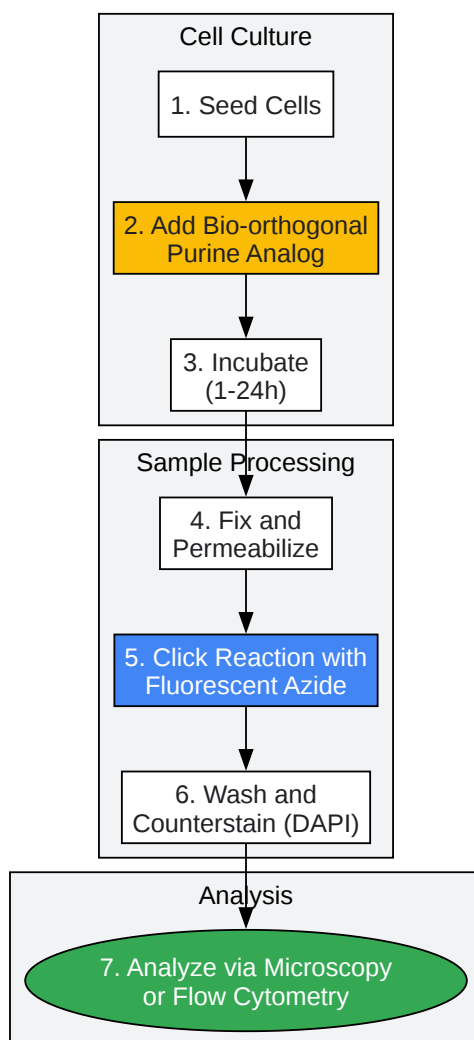 Cell Culture
1. Seed Cells
2. Add Bio-orthogonal
Purine Analog
3. Incubate
(1-24h)
Sample Processing
4. Fix and
Permeabilize
5. Click Reaction with
Fluorescent Azide
6. Wash and
Counterstain (DAPI)
Analysis
7. Analyze via Microscopy
or Flow Cytometry